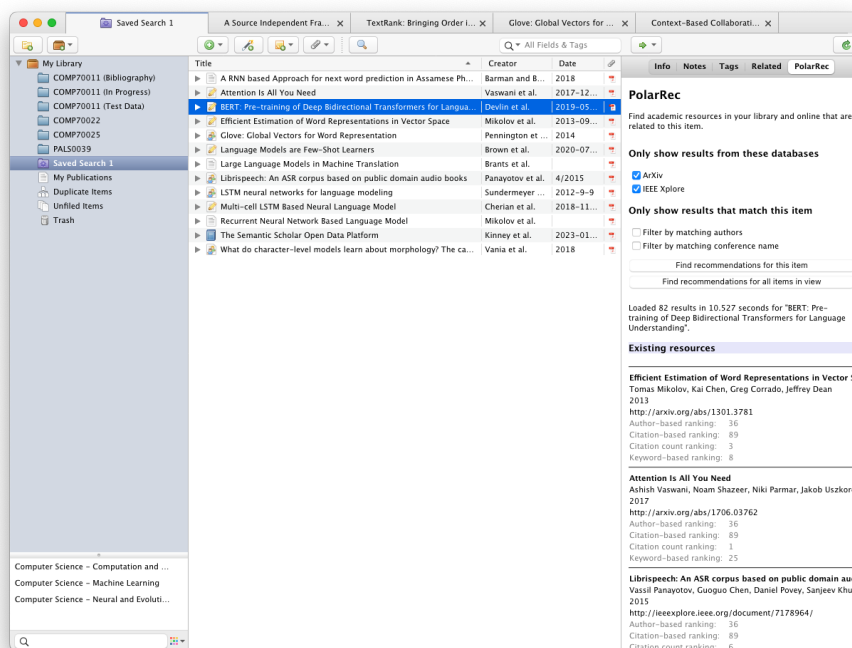 Saved Search 1
A Source Independent Fra...
TextRank: Bringing Order i...
Glove: Global Vectors for ...
Context-Based Collaborati...
All Fields & Tags
My Library
COMP70011 (Bibliography)
COMP70011 (In Progress)
COMP70011 (Test Data)
COMP70022
COMP70025
PALS0039
Saved Search 1
My Publications
Duplicate Items
Unfiled Items
Trash
Computer Science – Computation and ...
Computer Science – Machine Learning
Computer Science – Neural and Evoluti...
Title Creator Date
A RNN based Approach for next word prediction in Assamese Ph... Barman and B... 2018
Attention Is All You Need Vaswani et al. 2017-12...
BERT: Pre-training of Deep Bidirectional Transformers for Langua... Devlin et al. 2019-05...
Efficient Estimation of Word Representations in Vector Space Mikolov et al. 2013-09...
Glove: Global Vectors for Word Representation Pennington et ... 2014
Language Models are Few-Shot Learners Brown et al. 2020-07...
Large Language Models in Machine Translation Brants et al.
Librispeech: An ASR corpus based on public domain audio books Panayotov et al. 4/2015
LSTM neural networks for language modeling Sundermeyer ... 2012-9-9
Multi-cell LSTM Based Neural Language Model Cherian et al. 2018-11...
Recurrent Neural Network Based Language Model Mikolov et al.
The Semantic Scholar Open Data Platform Kinney et al. 2023-01...
What do character-level models learn about morphology? The ca... Vania et al. 2018
Info Notes Tags Related PolarRec
PolarRec
Find academic resources in your library and online that are
related to this item.
Only show results from these databases
ArXiv
IEEE Xplore
Only show results that match this item
Filter by matching authors
Filter by matching conference name
Find recommendations for this item
Find recommendations for all items in view
Loaded 82 results in 10.527 seconds for "BERT: Pre-
training of Deep Bidirectional Transformers for Language
Understanding".
Existing resources
Efficient Estimation of Word Representations in Vector S
Tomas Mikolov, Kai Chen, Greg Corrado, Jeffrey Dean
2013
http://arxiv.org/abs/1301.3781
Author-based ranking: 36
Citation-based ranking: 89
Citation count ranking: 3
Keyword-based ranking: 8
Attention Is All You Need
Ashish Vaswani, Noam Shazeer, Niki Parmar, Jakob Uszkor
2017
http://arxiv.org/abs/1706.03762
Author-based ranking: 36
Citation-based ranking: 89
Citation count ranking: 1
Keyword-based ranking: 25
Librispeech: An ASR corpus based on public domain au
Vassil Panayotov, Guoguo Chen, Daniel Povey, Sanjeev Khu
2015
http://ieeexplore.ieee.org/document/7178964/
Author-based ranking: 36
Citation-based ranking: 89
Citation count ranking: 6